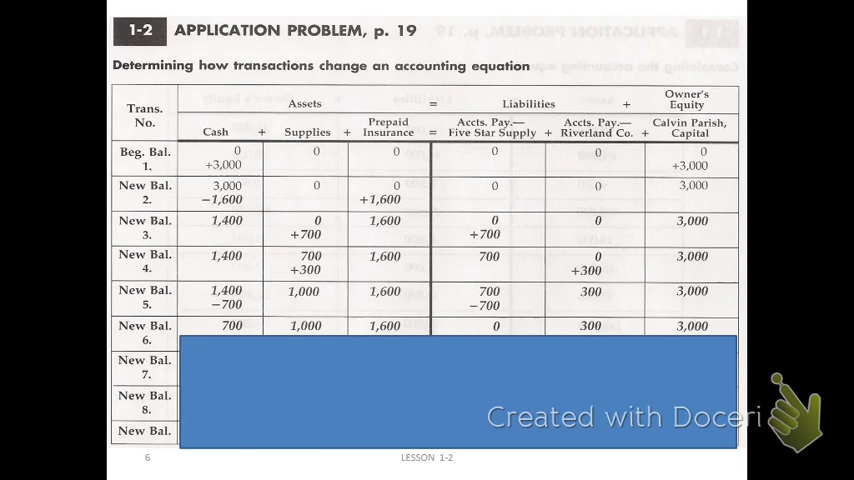 1-2 APPLICATION PROBLEM, p. 19
Determining how transactions change an accounting equation
Trans. No. Assets = Liabilities + Owner's Equity
Cash + Supplies + Prepaid Insurance = Accts. Pay.— Five Star Supply + Accts. Pay.— Riverland Co. + Calvin Parish, Capital
Beg. Bal. 0 0 0 0 0 0
1. +3,000 +3,000
New Bal. 3,000 0 0 0 0 3,000
2. −1,600 +1,600
New Bal. 1,400 0 1,600 0 0 3,000
3. +700 +700
New Bal. 1,400 700 1,600 700 0 3,000
4. +300 +300
New Bal. 1,400 1,000 1,600 700 300 3,000
5. −700 −700
New Bal. 700 1,000 1,600 0 300 3,000
6.
New Bal.
7.
New Bal.
8.
New Bal.
Created with Doceri
6 LESSON 1-2